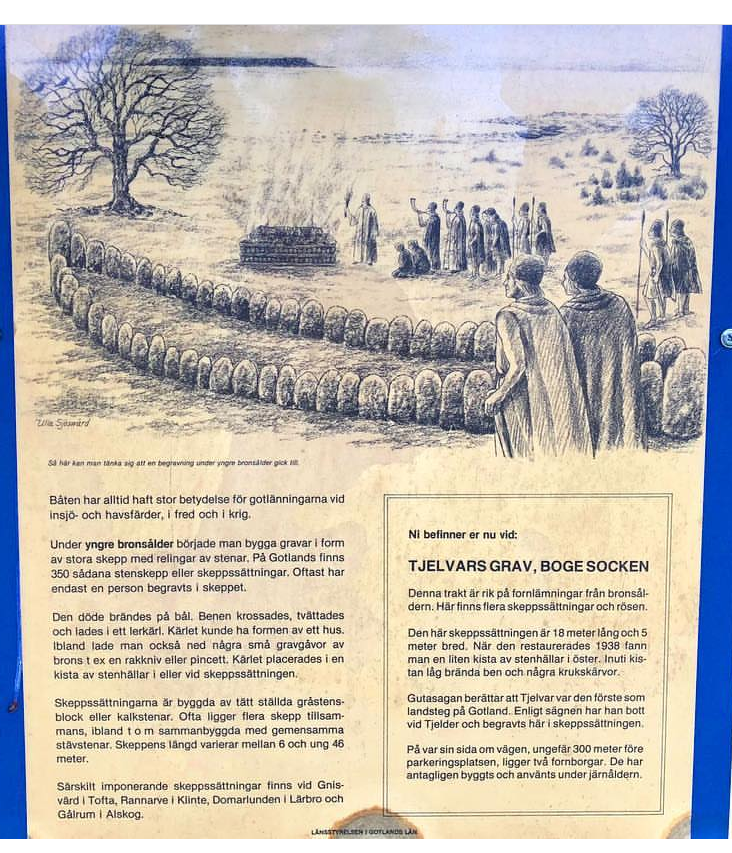 Ulla Sjöswärd
Så här kan man tänka sig att en begravning under yngre bronsålder gick till.
Båten har alltid haft stor betydelse för gotlänningarna vid
insjö- och havsfärder, i fred och i krig.
Under yngre bronsålder började man bygga gravar i form
av stora skepp med relingar av stenar. På Gotlands finns
350 sådana stenskepp eller skeppssättningar. Oftast har
endast en person begravts i skeppet.
Den döde brändes på bål. Benen krossades, tvättades
och lades i ett lerkärl. Kärlet kunde ha formen av ett hus.
Ibland lade man också ned några små gravgåvor av
brons t ex en rakkniv eller pincett. Kärlet placerades i en
kista av stenhällar i eller vid skeppssättningen.
Skeppssättningarna är byggda av tätt ställda gråstens-
block eller kalkstenar. Ofta ligger flera skepp tillsam-
mans, ibland t o m sammanbyggda med gemensamma
stävstenar. Skeppens längd varierar mellan 6 och ung 46
meter.
Särskilt imponerande skeppssättningar finns vid Gnis-
värd i Tofta, Rannarve i Klinte, Domarlunden i Lärbro och
Gålrum i Alskog.
Ni befinner er nu vid:
TJELVARS GRAV, BOGE SOCKEN
Denna trakt är rik på fornlämningar från bronsål-
dern. Här finns flera skeppssättningar och rösen.
Den här skeppssättningen är 18 meter lång och 5
meter bred. När den restaurerades 1938 fann
man en liten kista av stenhällar i öster. Inuti kis-
tan låg brända ben och några krukskärvor.
Gutasagan berättar att Tjelvar var den förste som
landsteg på Gotland. Enligt sägnen har han bott
vid Tjelder och begravts här i skeppssättningen.
På var sin sida om vägen, ungefär 300 meter före
parkeringsplatsen, ligger två fornborgar. De har
antagligen byggts och använts under järnåldern.
LÄNSSTYRELSEN I GOTLANDS LÄN